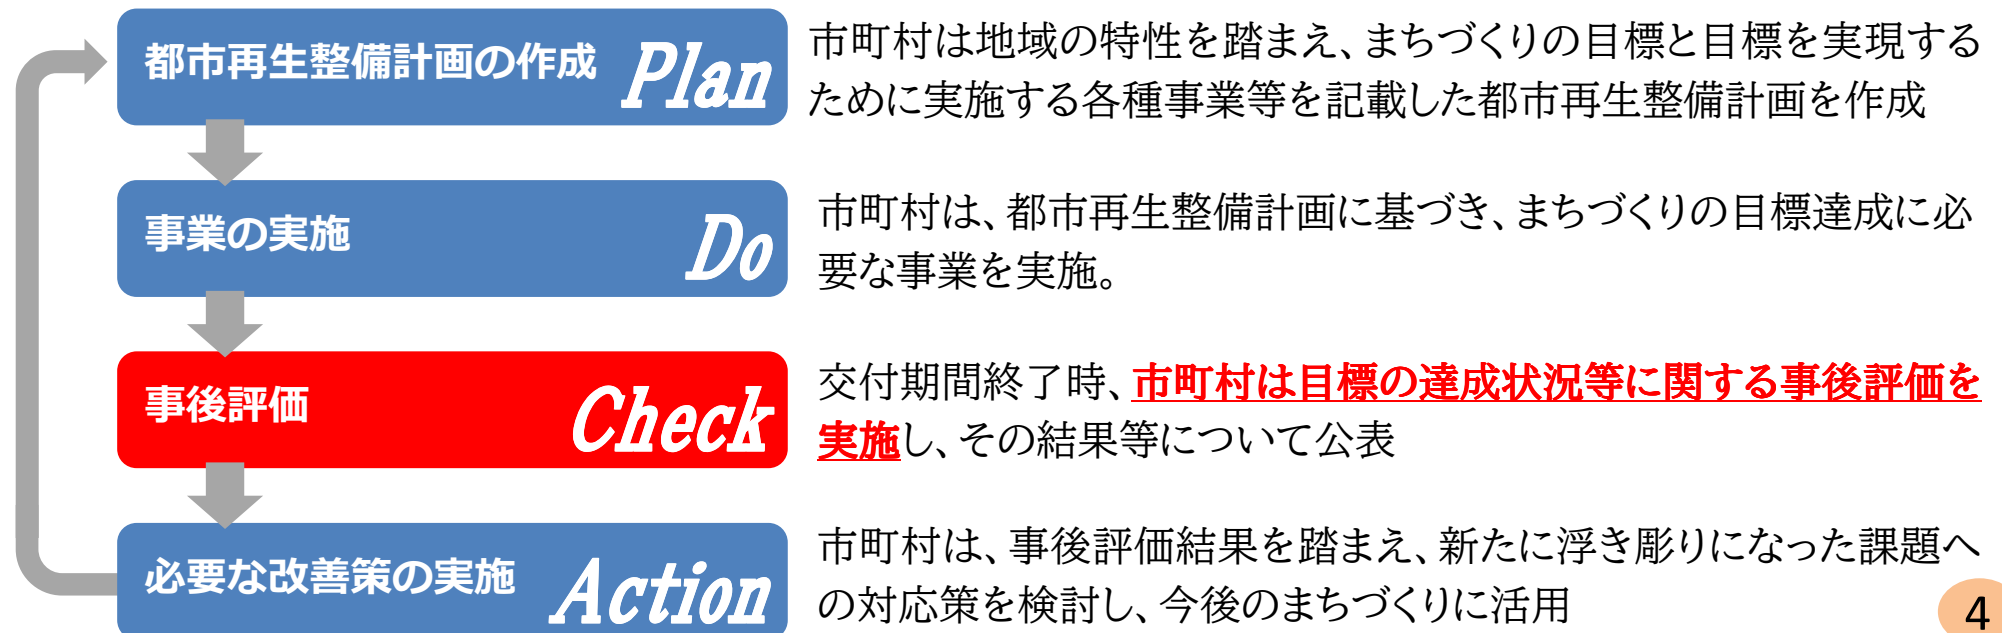 都市再生整備計画の作成 Plan
市町村は地域の特性を踏まえ、まちづくりの目標と目標を実現する
ために実施する各種事業等を記載した都市再生整備計画を作成
事業の実施 Do
市町村は、都市再生整備計画に基づき、まちづくりの目標達成に必
要な事業を実施。
事後評価 Check
交付期間終了時、市町村は目標の達成状況等に関する事後評価を
実施し、その結果等について公表
必要な改善策の実施 Action
市町村は、事後評価結果を踏まえ、新たに浮き彫りになった課題へ
の対応策を検討し、今後のまちづくりに活用
4